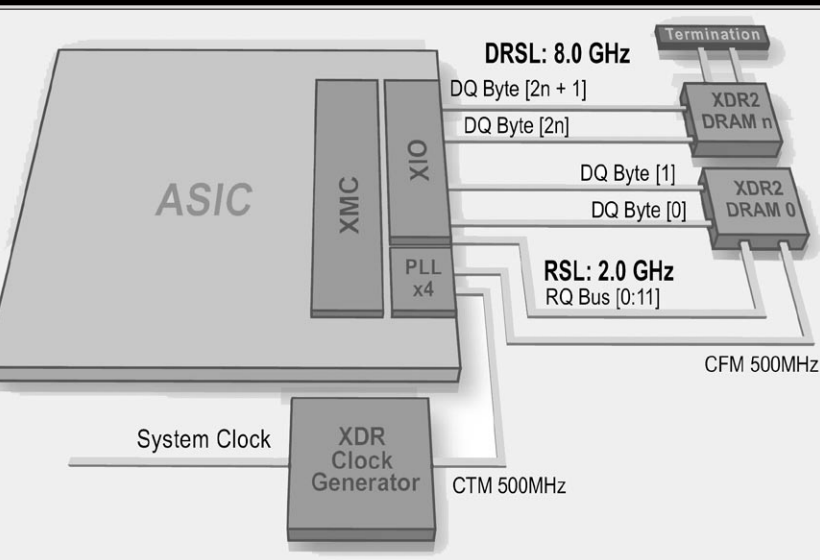 Termination
DRSL: 8.0 GHz
DQ Byte [2n + 1]
XDR2
DRAM n
DQ Byte [2n]
DQ Byte [1]
XDR2
DRAM 0
DQ Byte [0]
ASIC
XMC
XIO
PLL
x4
RSL: 2.0 GHz
RQ Bus [0:11]
CFM 500MHz
System Clock
XDR
Clock
Generator
CTM 500MHz